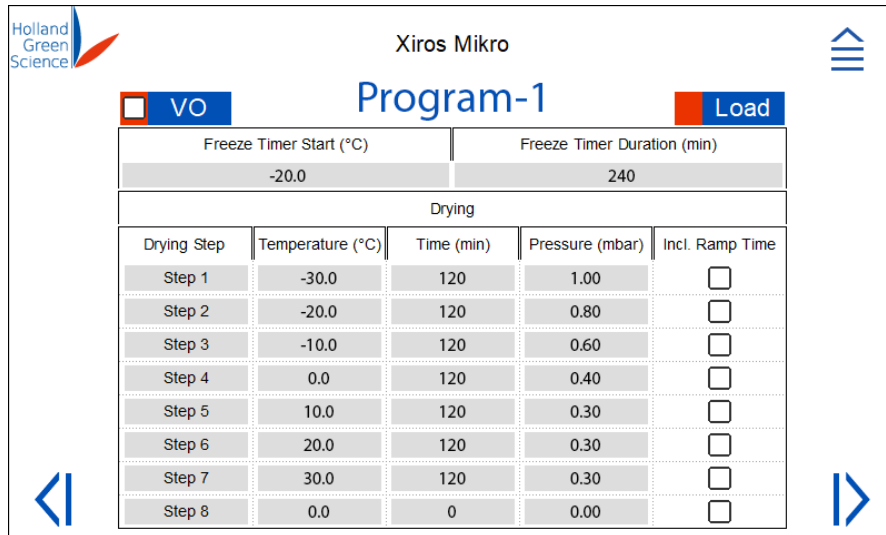 Holland
Green
Science
Xiros Mikro
VO
Program-1
Load
Freeze Timer Start (°C) Freeze Timer Duration (min)
-20.0 240
Drying
Drying Step Temperature (°C) Time (min) Pressure (mbar) Incl. Ramp Time
Step 1 -30.0 120 1.00
Step 2 -20.0 120 0.80
Step 3 -10.0 120 0.60
Step 4 0.0 120 0.40
Step 5 10.0 120 0.30
Step 6 20.0 120 0.30
Step 7 30.0 120 0.30
Step 8 0.0 0 0.00